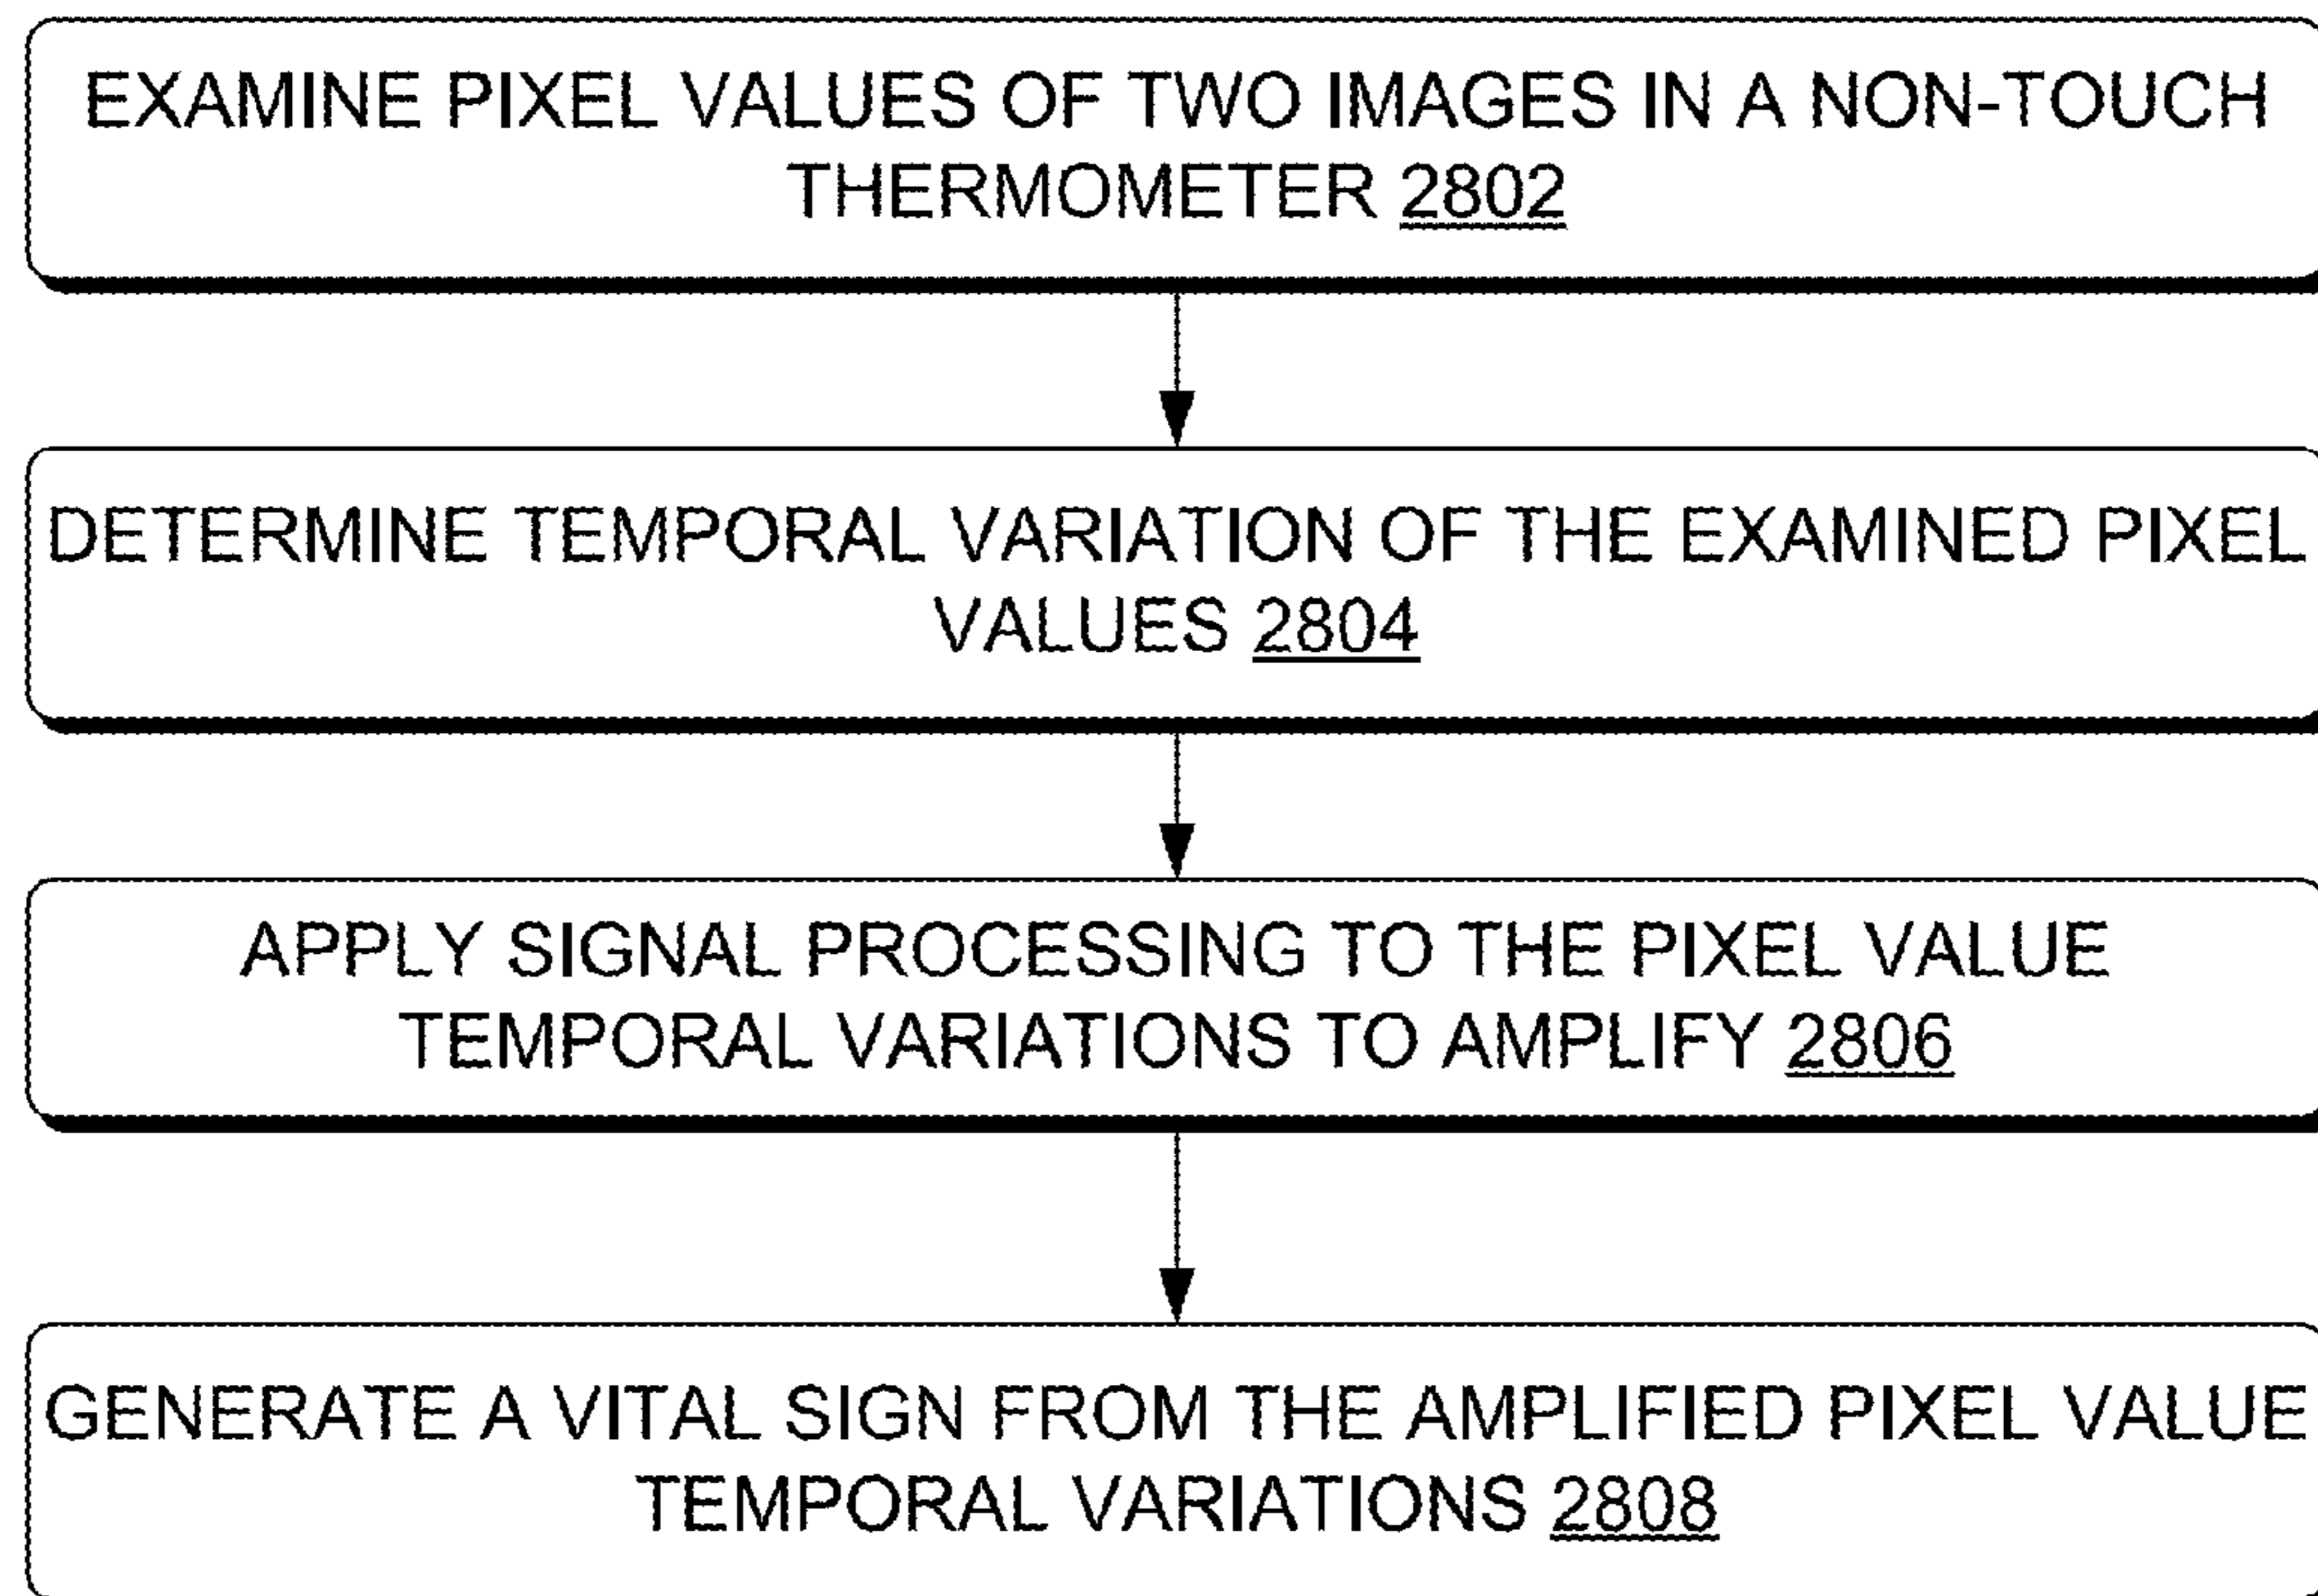 EXAMINE PIXEL VALUES OF TWO IMAGES IN A NON-TOUCH
THERMOMETER 2802
DETERMINE TEMPORAL VARIATION OF THE EXAMINED PIXEL
VALUES 2804
APPLY SIGNAL PROCESSING TO THE PIXEL VALUE
TEMPORAL VARIATIONS TO AMPLIFY 2806
GENERATE A VITAL SIGN FROM THE AMPLIFIED PIXEL VALUE
TEMPORAL VARIATIONS 2808